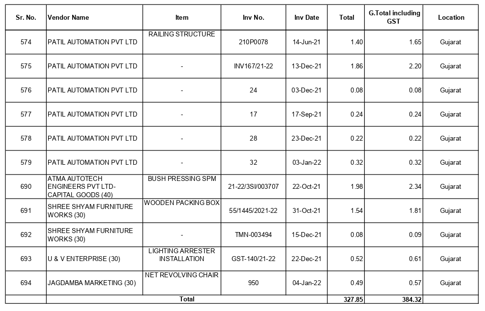 Sr. No. Vendor Name Item Inv No. Inv Date Total G.Total including GST Location
574 PATIL AUTOMATION PVT LTD RAILING STRUCTURE 210P0078 14-Jun-21 1.40 1.65 Gujarat
575 PATIL AUTOMATION PVT LTD - INV167/21-22 13-Dec-21 1.86 2.20 Gujarat
576 PATIL AUTOMATION PVT LTD - 24 03-Dec-21 0.08 0.08 Gujarat
577 PATIL AUTOMATION PVT LTD - 17 17-Sep-21 0.24 0.24 Gujarat
578 PATIL AUTOMATION PVT LTD - 28 23-Dec-21 0.22 0.22 Gujarat
579 PATIL AUTOMATION PVT LTD - 32 03-Jan-22 0.32 0.32 Gujarat
690 ATMA AUTOTECH ENGINEERS PVT LTD- CAPITAL GOODS (40) BUSH PRESSING SPM 21-22/3SI/003707 22-Oct-21 1.98 2.34 Gujarat
691 SHREE SHYAM FURNITURE WORKS (30) WOODEN PACKING BOX 55/1445/2021-22 31-Oct-21 1.54 1.81 Gujarat
692 SHREE SHYAM FURNITURE WORKS (30) - TMN-003494 15-Dec-21 0.08 0.09 Gujarat
693 U & V ENTERPRISE (30) LIGHTING ARRESTER INSTALLATION GST-140/21-22 22-Dec-21 0.52 0.61 Gujarat
694 JAGDAMBA MARKETING (30) NET REVOLVING CHAIR 950 04-Jan-22 0.49 0.57 Gujarat
Total 327.85 384.32